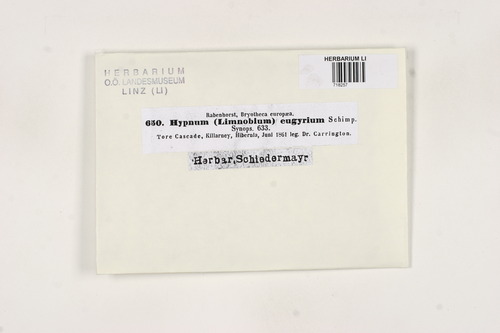 HERBARIUM
O.Ö. LANDESMUSEUM
LINZ (LI)
HERBARIUM LI
Rabenhorst, Bryotheca europaea.
650. Hypnum (Limnobium) eugyrium Schimp.
Synops. 633.
Tore Cascade, Killarney, Hibernia, Juni 1861 leg. Dr. Carrington.
Herbar. Schiedermayr